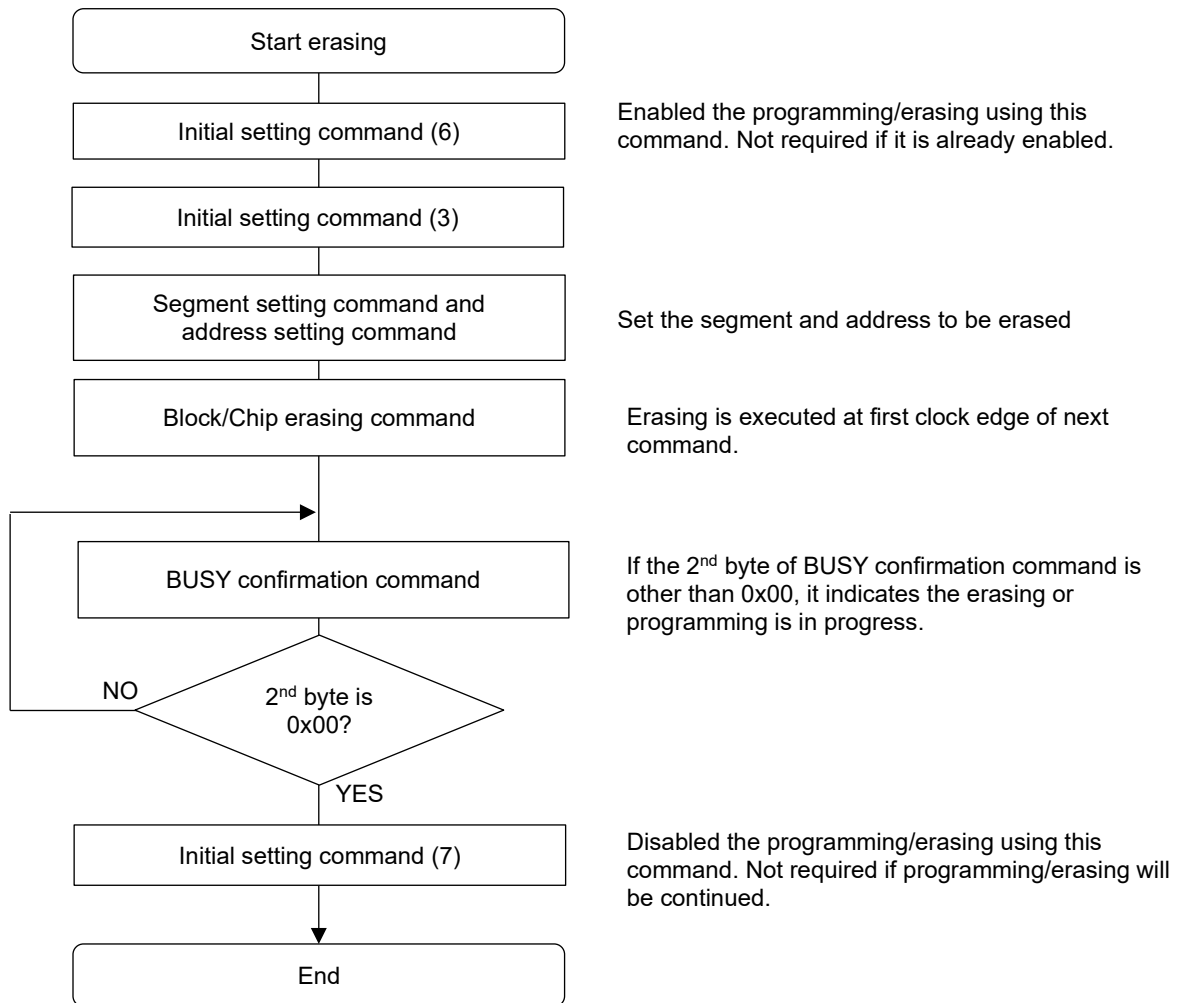 Start erasing
Initial setting command (6)
Enabled the programming/erasing using this
command. Not required if it is already enabled.
Initial setting command (3)
Segment setting command and
address setting command
Set the segment and address to be erased
Block/Chip erasing command
Erasing is executed at first clock edge of next
command.
BUSY confirmation command
If the 2nd byte of BUSY confirmation command is
other than 0x00, it indicates the erasing or
programming is in progress.
NO
2nd byte is
0x00?
YES
Initial setting command (7)
Disabled the programming/erasing using this
command. Not required if programming/erasing will
be continued.
End